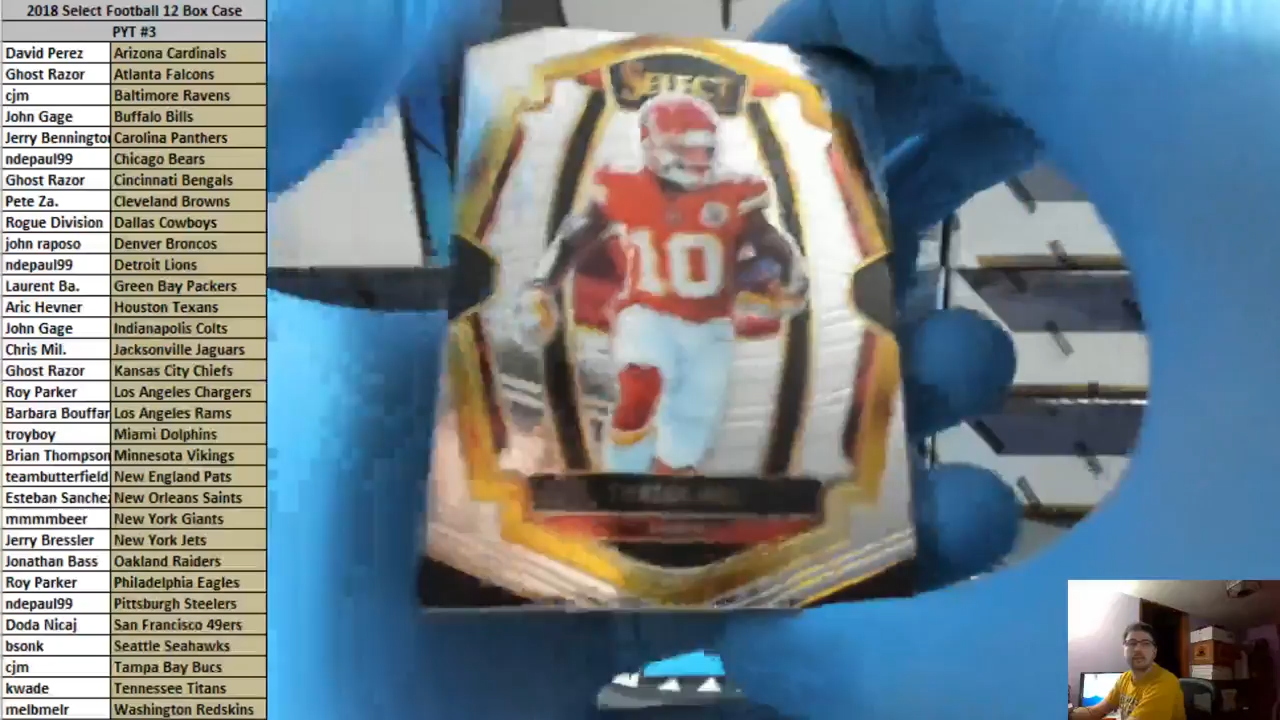 2018 Select Football 12 Box Case
PYT #3
David Perez Arizona Cardinals
Ghost Razor Atlanta Falcons
cjm Baltimore Ravens
John Gage Buffalo Bills
Jerry Benningto Carolina Panthers
ndepaul99 Chicago Bears
Ghost Razor Cincinnati Bengals
Pete Za. Cleveland Browns
Rogue Division Dallas Cowboys
john raposo Denver Broncos
ndepaul99 Detroit Lions
Laurent Ba. Green Bay Packers
Aric Hevner Houston Texans
John Gage Indianapolis Colts
Chris Mil. Jacksonville Jaguars
Ghost Razor Kansas City Chiefs
Roy Parker Los Angeles Chargers
Barbara Bouffar Los Angeles Rams
troyboy Miami Dolphins
Brian Thompson Minnesota Vikings
teambutterfield New England Pats
Esteban Sanchez New Orleans Saints
mmmmbeer New York Giants
Jerry Bressler New York Jets
Jonathan Bass Oakland Raiders
Roy Parker Philadelphia Eagles
ndepaul99 Pittsburgh Steelers
Doda Nicaj San Francisco 49ers
bsonk Seattle Seahawks
cjm Tampa Bay Bucs
kwade Tennessee Titans
melbmelr Washington Redskins
SELECT
10